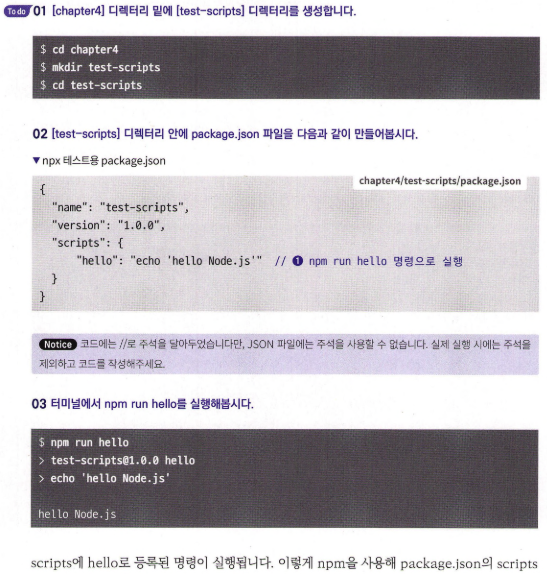 To do 01 [chapter4] 디렉터리 밑에 [test-scripts] 디렉터리를 생성합니다.
$ cd chapter4
$ mkdir test-scripts
$ cd test-scripts
02 [test-scripts] 디렉터리 안에 package.json 파일을 다음과 같이 만들어봅시다.
▼ npx 테스트용 package.json
chapter4/test-scripts/package.json
{
"name": "test-scripts",
"version": "1.0.0",
"scripts": {
"hello": "echo 'hello Node.js'" // ❶ npm run hello 명령으로 실행
}
}
Notice 코드에는 //로 주석을 달아두었습니다만, JSON 파일에는 주석을 사용할 수 없습니다. 실제 실행 시에는 주석을
제외하고 코드를 작성해주세요.
03 터미널에서 npm run hello를 실행해봅시다.
$ npm run hello
> test-scripts@1.0.0 hello
> echo 'hello Node.js'
hello Node.js
scripts에 hello로 등록된 명령이 실행됩니다. 이렇게 npm을 사용해 package.json의 scripts